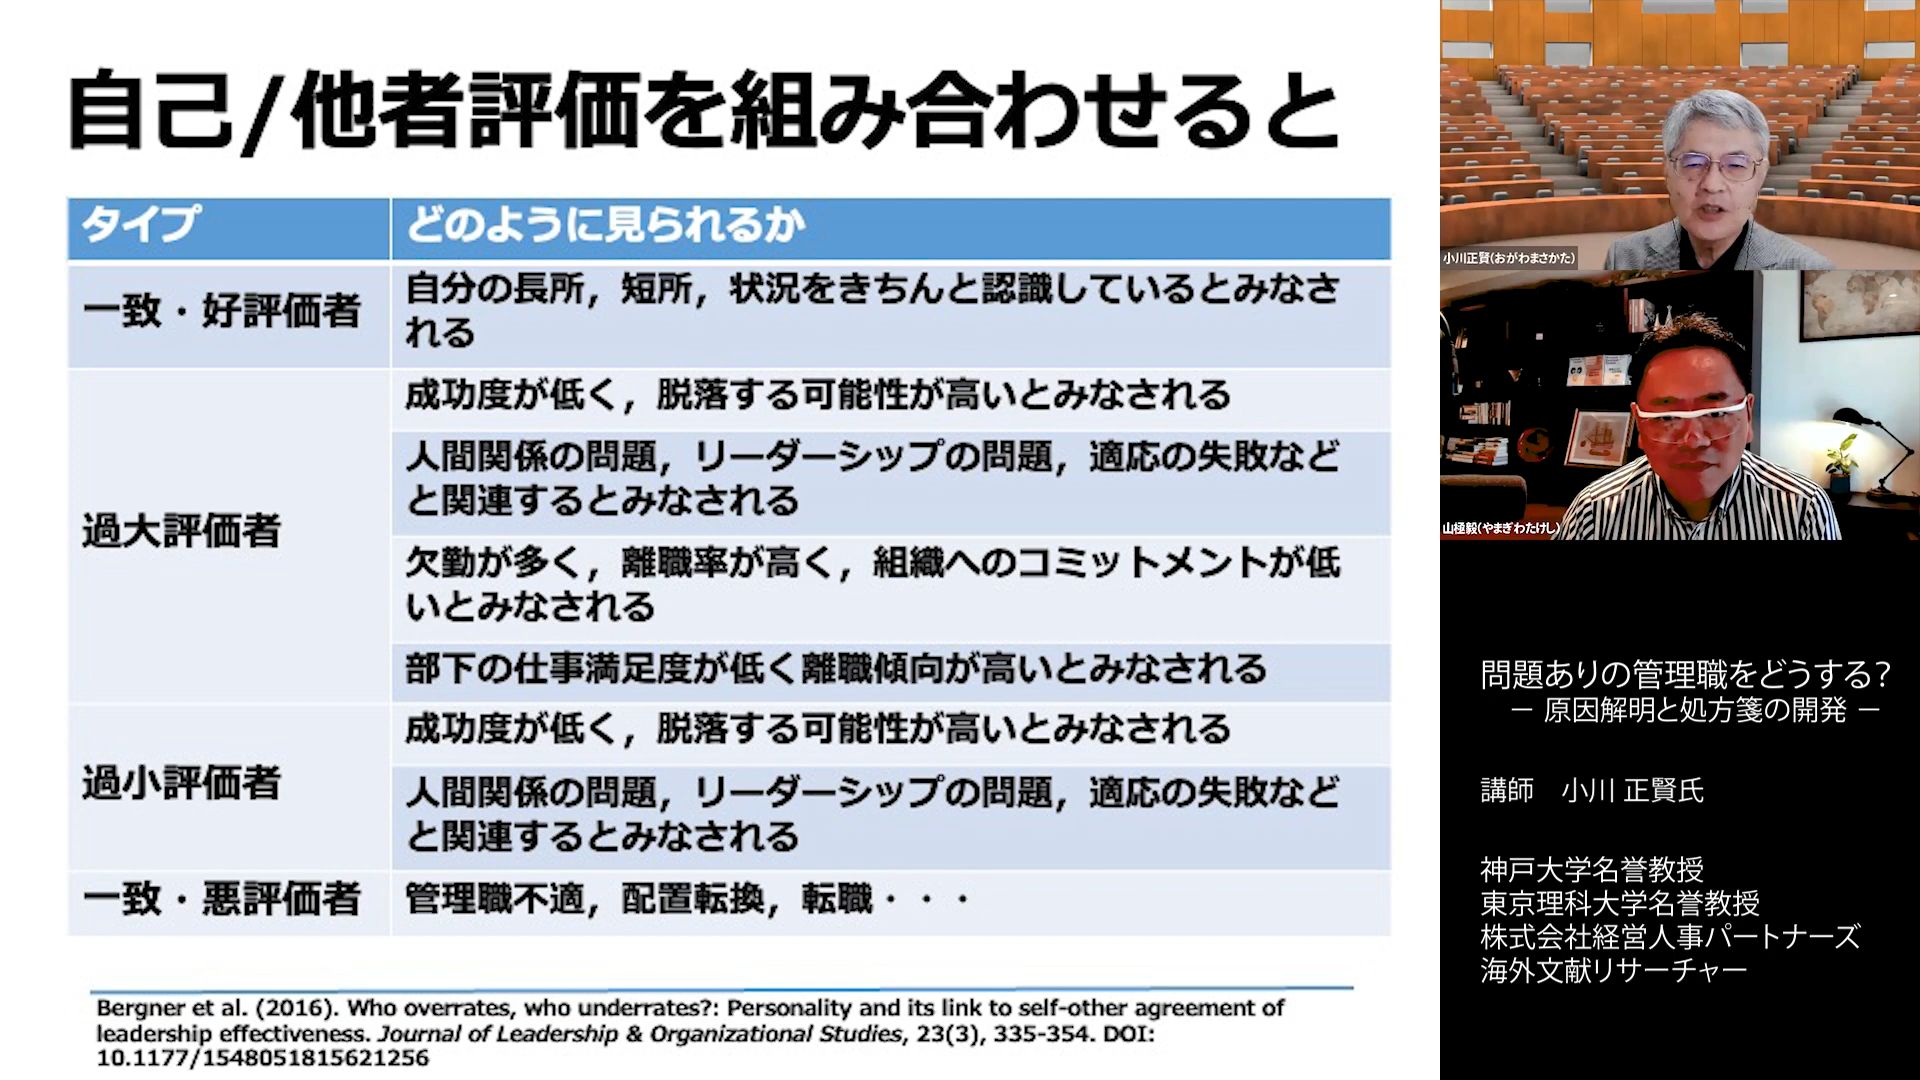 自己/他者評価を組み合わせると
タイプ
どのように見られるか
一致・好評価者
自分の長所，短所，状況をきちんと認識しているとみなさ
れる
過大評価者
成功度が低く，脱落する可能性が高いとみなされる
人間関係の問題，リーダーシップの問題，適応の失敗など
と関連するとみなされる
欠勤が多く，離職率が高く，組織へのコミットメントが低
いとみなされる
部下の仕事満足度が低く離職傾向が高いとみなされる
過小評価者
成功度が低く，脱落する可能性が高いとみなされる
人間関係の問題，リーダーシップの問題，適応の失敗など
と関連するとみなされる
一致・悪評価者
管理職不適，配置転換，転職・・・
Bergner et al. (2016). Who overrates, who underrates?: Personality and its link to self-other agreement of
leadership effectiveness. Journal of Leadership & Organizational Studies, 23(3), 335-354. DOI:
10.1177/1548051815621256
小川正賢(おがわまさかた)
山極毅(やまぎわたけし)
問題ありの管理職をどうする？
－ 原因解明と処方箋の開発 －
講師　小川 正賢氏
神戸大学名誉教授
東京理科大学名誉教授
株式会社経営人事パートナーズ
海外文献リサーチャー